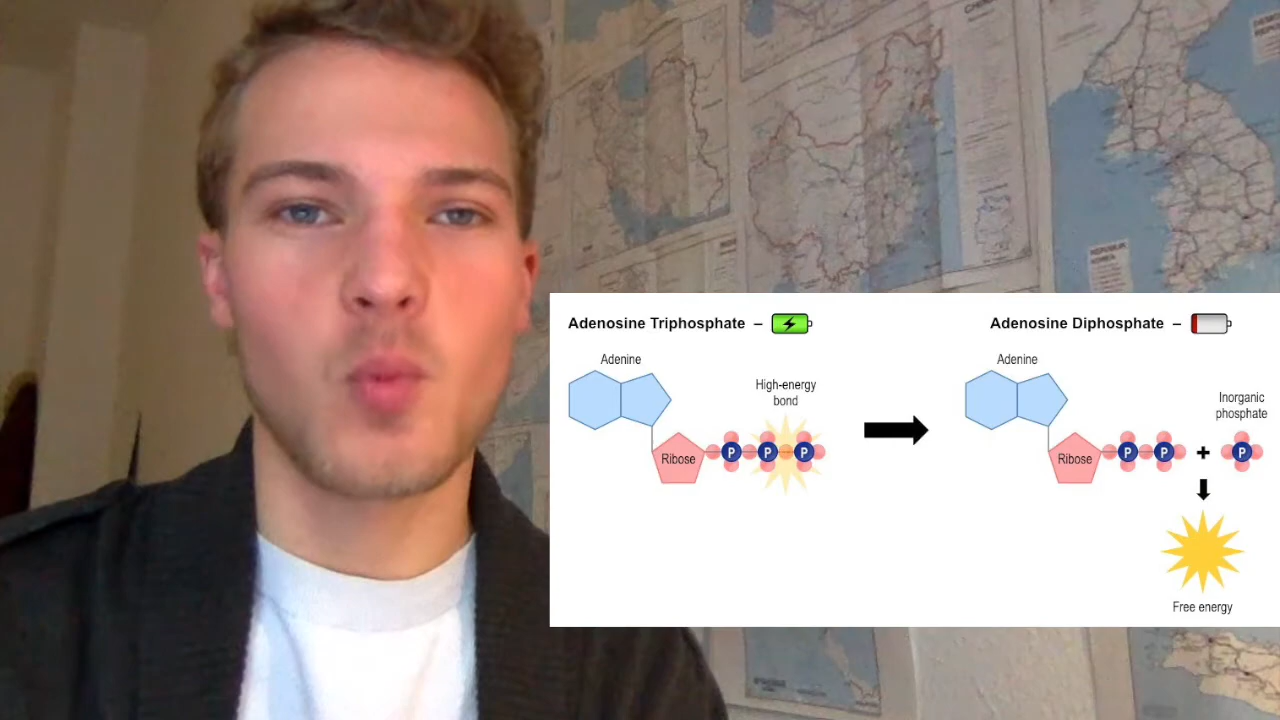 Adenosine Triphosphate –
Adenosine Diphosphate –
Adenine
Adenine
High-energy
bond
Inorganic
phosphate
Ribose
P
P
P
Ribose
P
P
+
P
Free energy